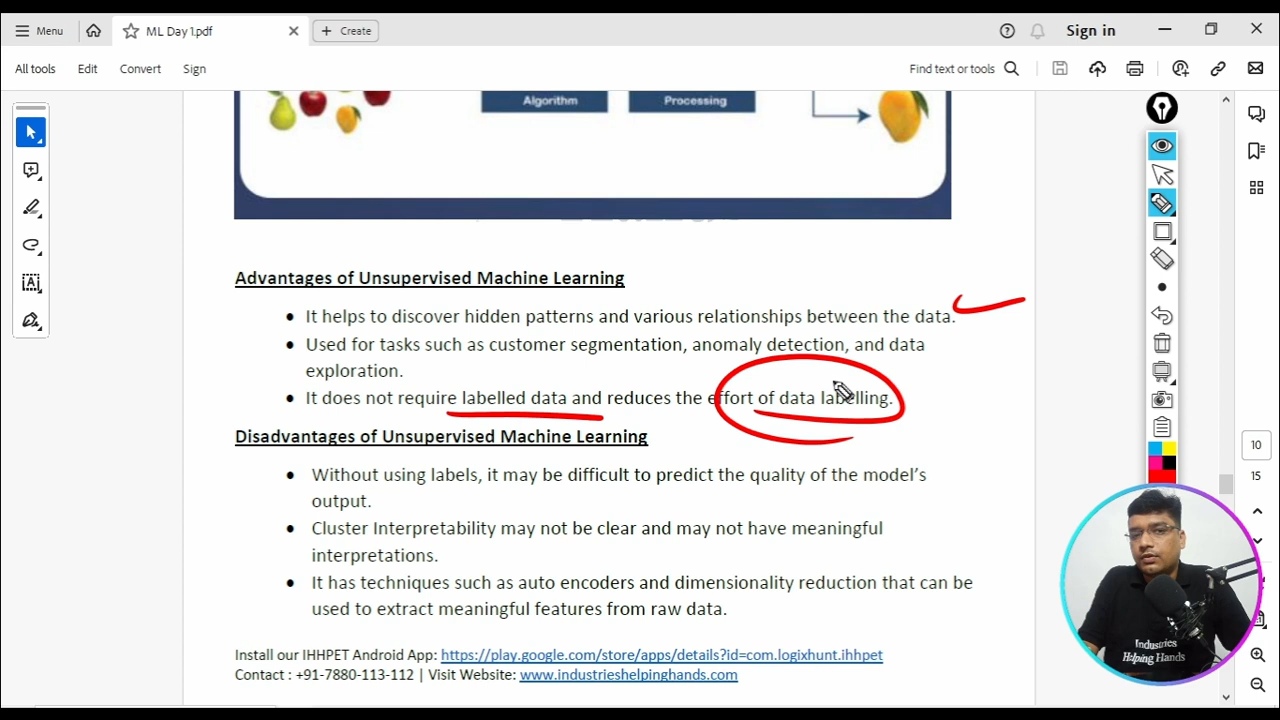 Menu
ML Day 1.pdf
Create
Sign in
All tools
Edit
Convert
Sign
Find text or tools
Algorithm
Processing
Advantages of Unsupervised Machine Learning
• It helps to discover hidden patterns and various relationships between the data.
• Used for tasks such as customer segmentation, anomaly detection, and data
exploration.
• It does not require labelled data and reduces the effort of data labelling.
Disadvantages of Unsupervised Machine Learning
• Without using labels, it may be difficult to predict the quality of the model's
output.
• Cluster Interpretability may not be clear and may not have meaningful
interpretations.
• It has techniques such as auto encoders and dimensionality reduction that can be
used to extract meaningful features from raw data.
Install our IHHPET Android App: https://play.google.com/store/apps/details?id=com.logixhunt.ihhpet
Contact : +91-7880-113-112 | Visit Website: www.industrieshelpinghands.com
10
15
Industries
Helping Hands